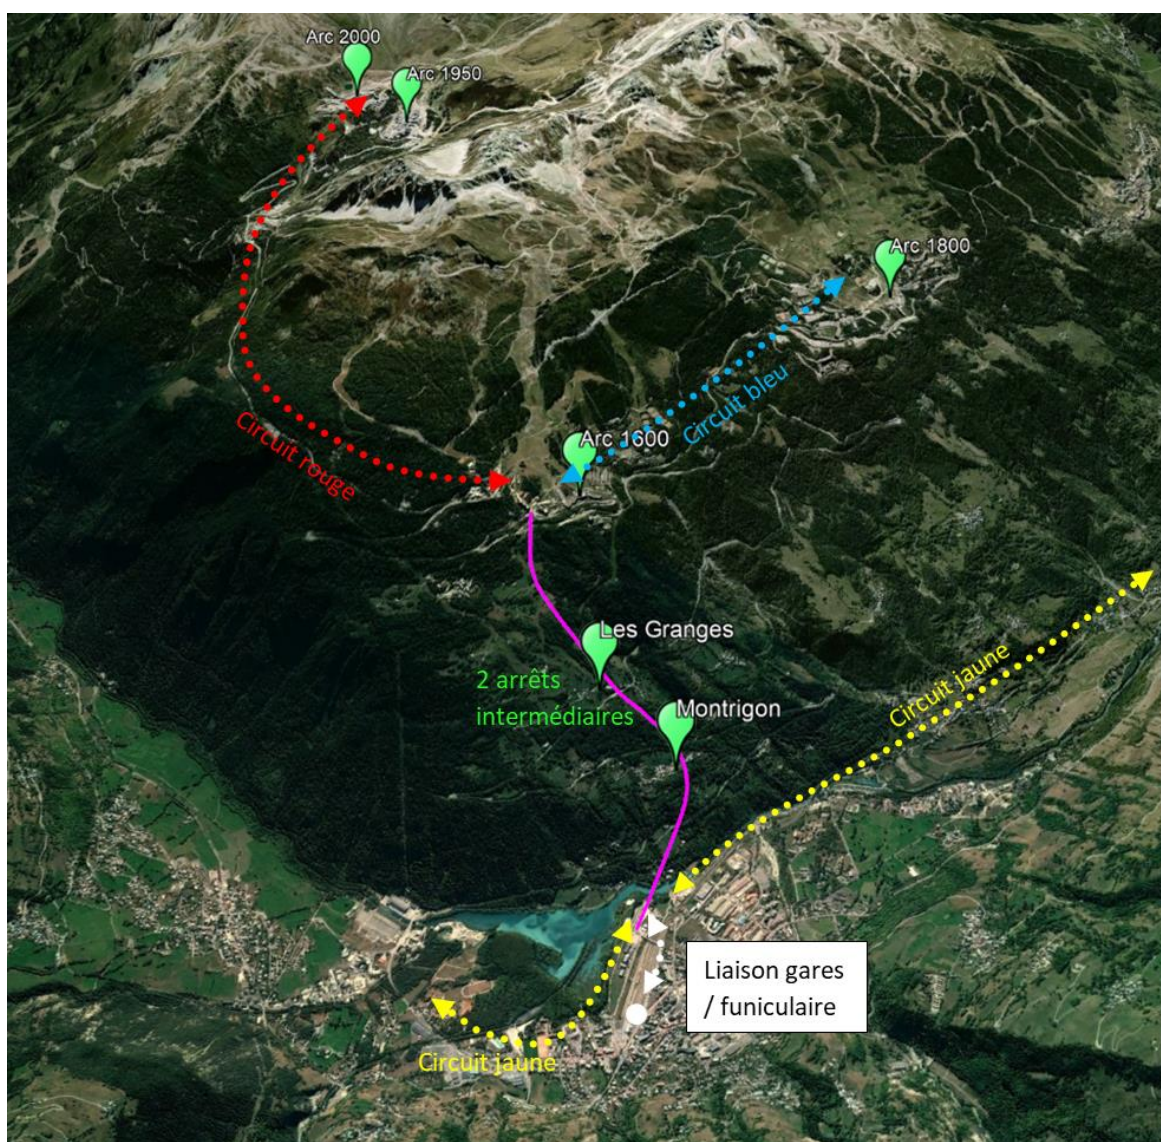 Arc 2000
Arc 1950
Arc 1800
Circuit bleu
Arc 1600
Circuit rouge
Les Granges
2 arrêts
intermédiaires
Montrigon
Circuit jaune
Liaison gares
/ funiculaire
Circuit jaune